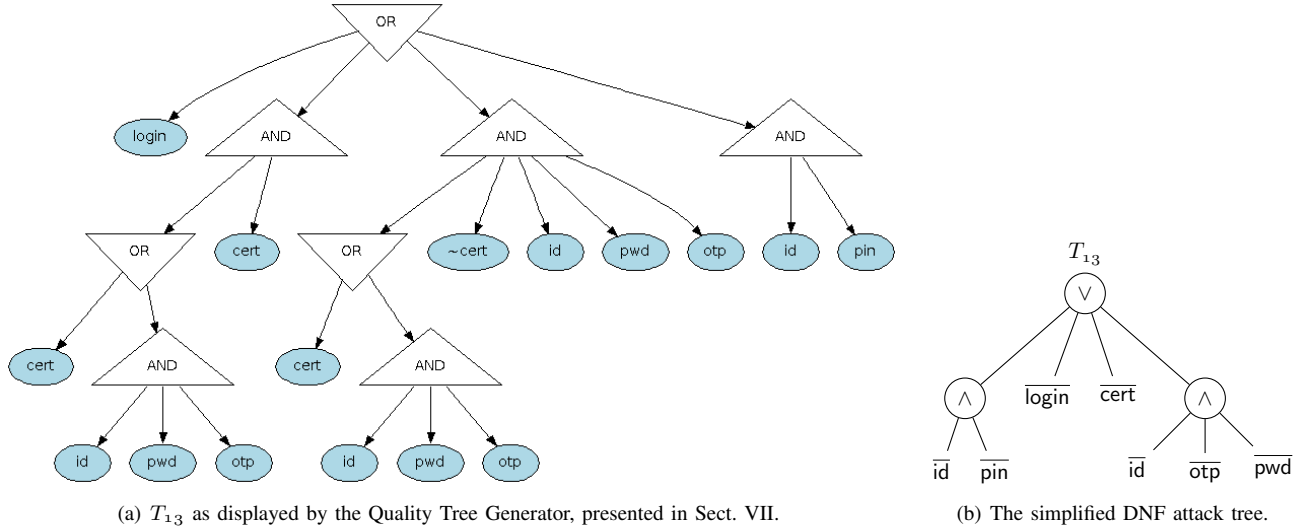 OR
login
AND
AND
AND
OR
cert
OR
~cert
id
pwd
otp
id
pin
cert
AND
cert
AND
id
pwd
otp
id
pwd
otp
(a) T₁₃ as displayed by the Quality Tree Generator, presented in Sect. VII.
T₁₃
∨
∧
login
cert
∧
id
pin
id
otp
pwd
(b) The simplified DNF attack tree.